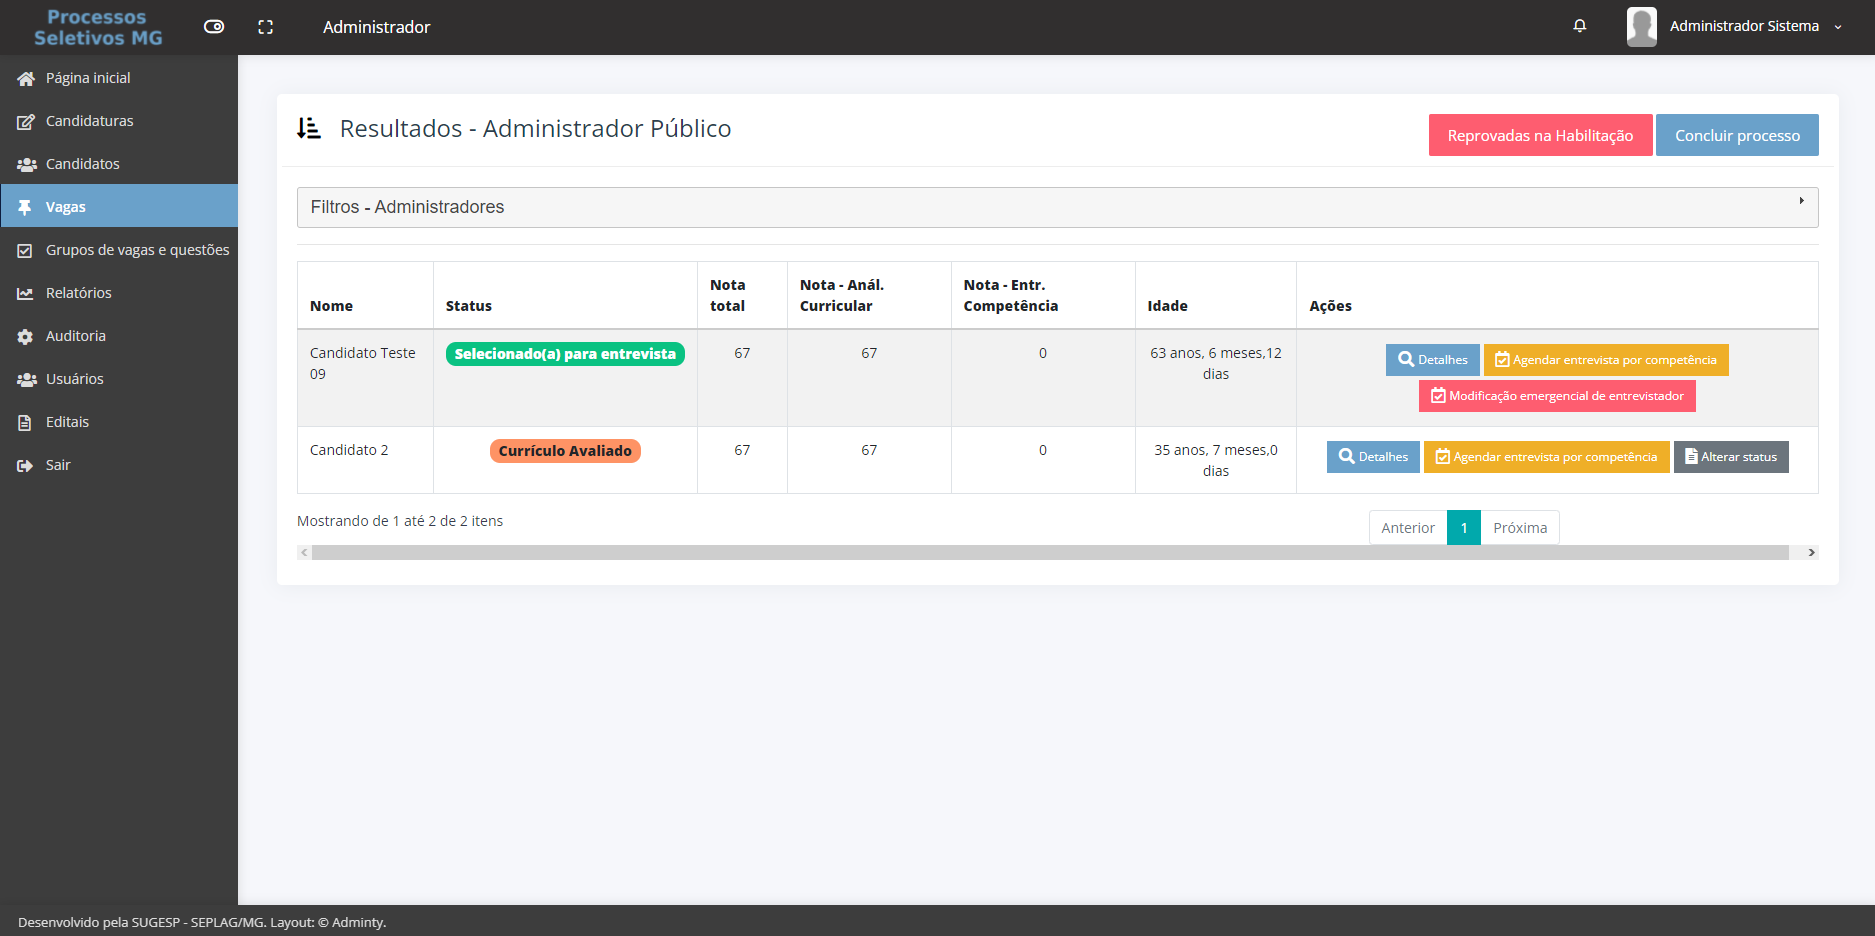 Processos
Seletivos MG
Administrador
Administrador Sistema
Página inicial
Candidaturas
Candidatos
Vagas
Grupos de vagas e questões
Relatórios
Auditoria
Usuários
Editais
Sair
Resultados - Administrador Público
Reprovadas na Habilitação
Concluir processo
Filtros - Administradores
Nome
Status
Nota
total
Nota - Anál.
Curricular
Nota - Entr.
Competência
Idade
Ações
Candidato Teste
09
Selecionado(a) para entrevista
67
67
0
63 anos, 6 meses,12
dias
Detalhes
Agendar entrevista por competência
Modificação emergencial de entrevistador
Candidato 2
Currículo Avaliado
67
67
0
35 anos, 7 meses,0
dias
Detalhes
Agendar entrevista por competência
Alterar status
Mostrando de 1 até 2 de 2 itens
Anterior
1
Próxima
Desenvolvido pela SUGESP - SEPLAG/MG. Layout: © Adminty.